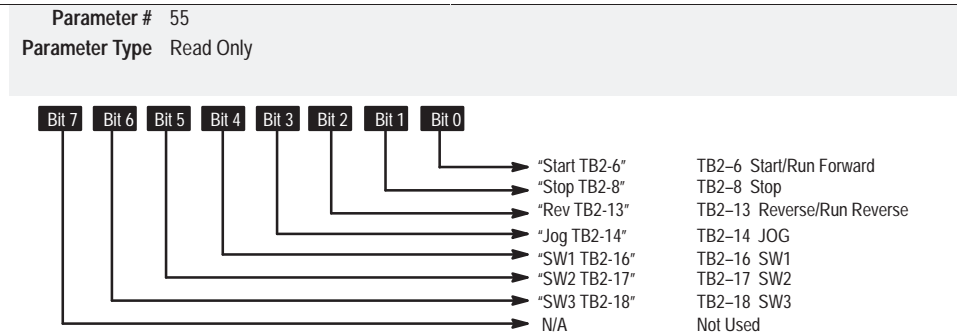 Parameter # 55
Parameter Type Read Only
Bit 7 Bit 6 Bit 5 Bit 4 Bit 3 Bit 2 Bit 1 Bit 0
“Start TB2-6” TB2–6 Start/Run Forward
“Stop TB2-8” TB2–8 Stop
“Rev TB2-13” TB2–13 Reverse/Run Reverse
“Jog TB2-14” TB2–14 JOG
“SW1 TB2-16” TB2–16 SW1
“SW2 TB2-17” TB2–17 SW2
“SW3 TB2-18” TB2–18 SW3
N/A Not Used